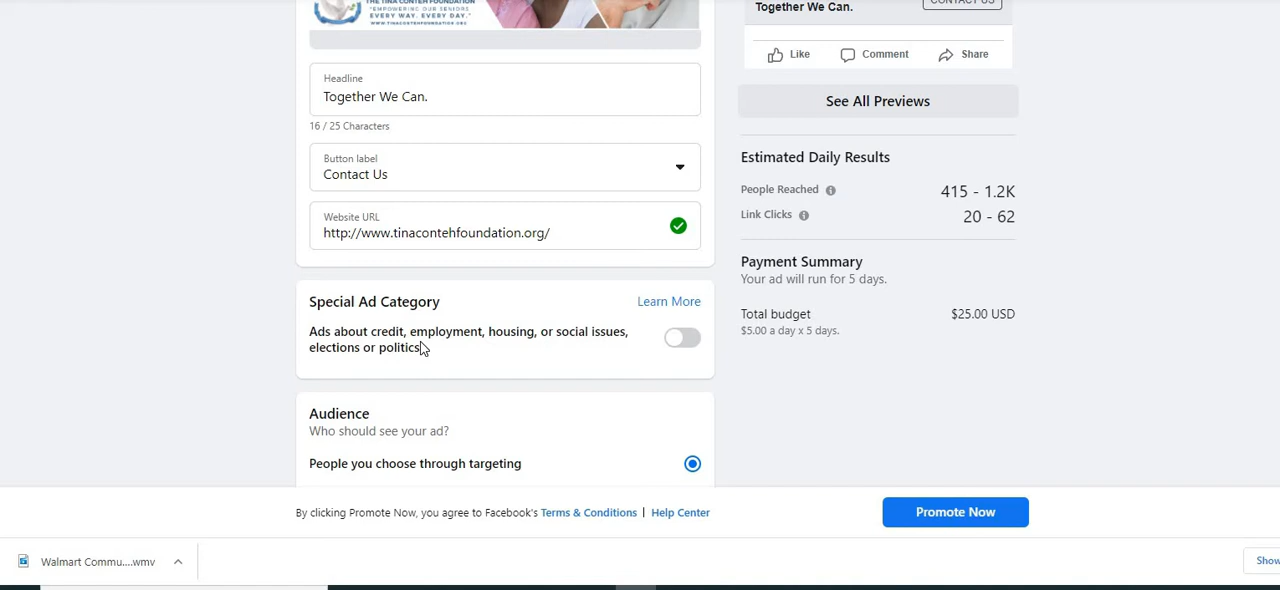 THE TINA CONTEH FOUNDATION
"EMPOWERING OUR SENIORS
EVERY WAY. EVERY DAY."
WWW.TINACONTEHFOUNDATION.ORG
Headline
Together We Can.
16 / 25 Characters
Button label
Contact Us
Website URL
http://www.tinacontehfoundation.org/
Special Ad Category
Learn More
Ads about credit, employment, housing, or social issues,
elections or politics
Audience
Who should see your ad?
People you choose through targeting
Together We Can.
CONTACT US
Like
Comment
Share
See All Previews
Estimated Daily Results
People Reached 415 - 1.2K
Link Clicks 20 - 62
Payment Summary
Your ad will run for 5 days.
Total budget $25.00 USD
$5.00 a day x 5 days.
By clicking Promote Now, you agree to Facebook's Terms & Conditions | Help Center
Promote Now
Walmart Commu....wmv
Show